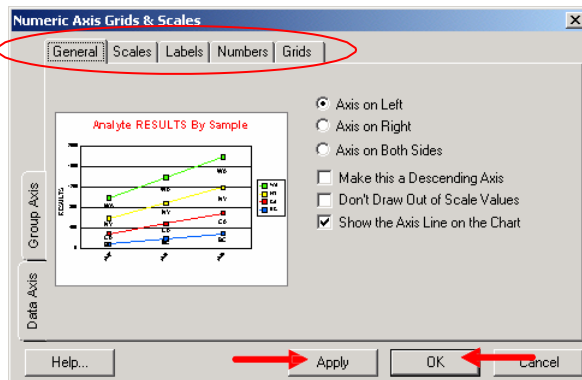 Numeric Axis Grids & Scales
General Scales Labels Numbers Grids
Axis on Left
Axis on Right
Axis on Both Sides
Make this a Descending Axis
Don't Draw Out of Scale Values
Show the Axis Line on the Chart
Analyte RESULTS By Sample
RESULTS
Group Axis
Data Axis
Help... Apply OK Cancel